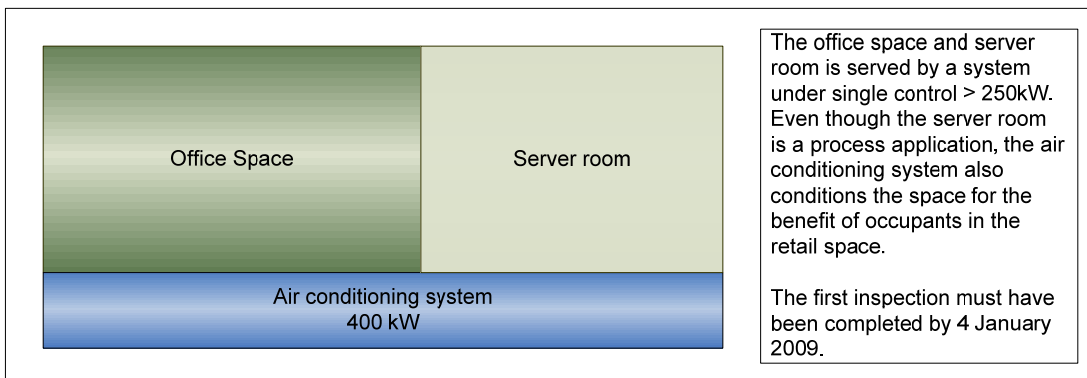 Office Space
Server room
Air conditioning system
400 kW
The office space and server
room is served by a system
under single control > 250kW.
Even though the server room
is a process application, the air
conditioning system also
conditions the space for the
benefit of occupants in the
retail space.
The first inspection must have
been completed by 4 January
2009.